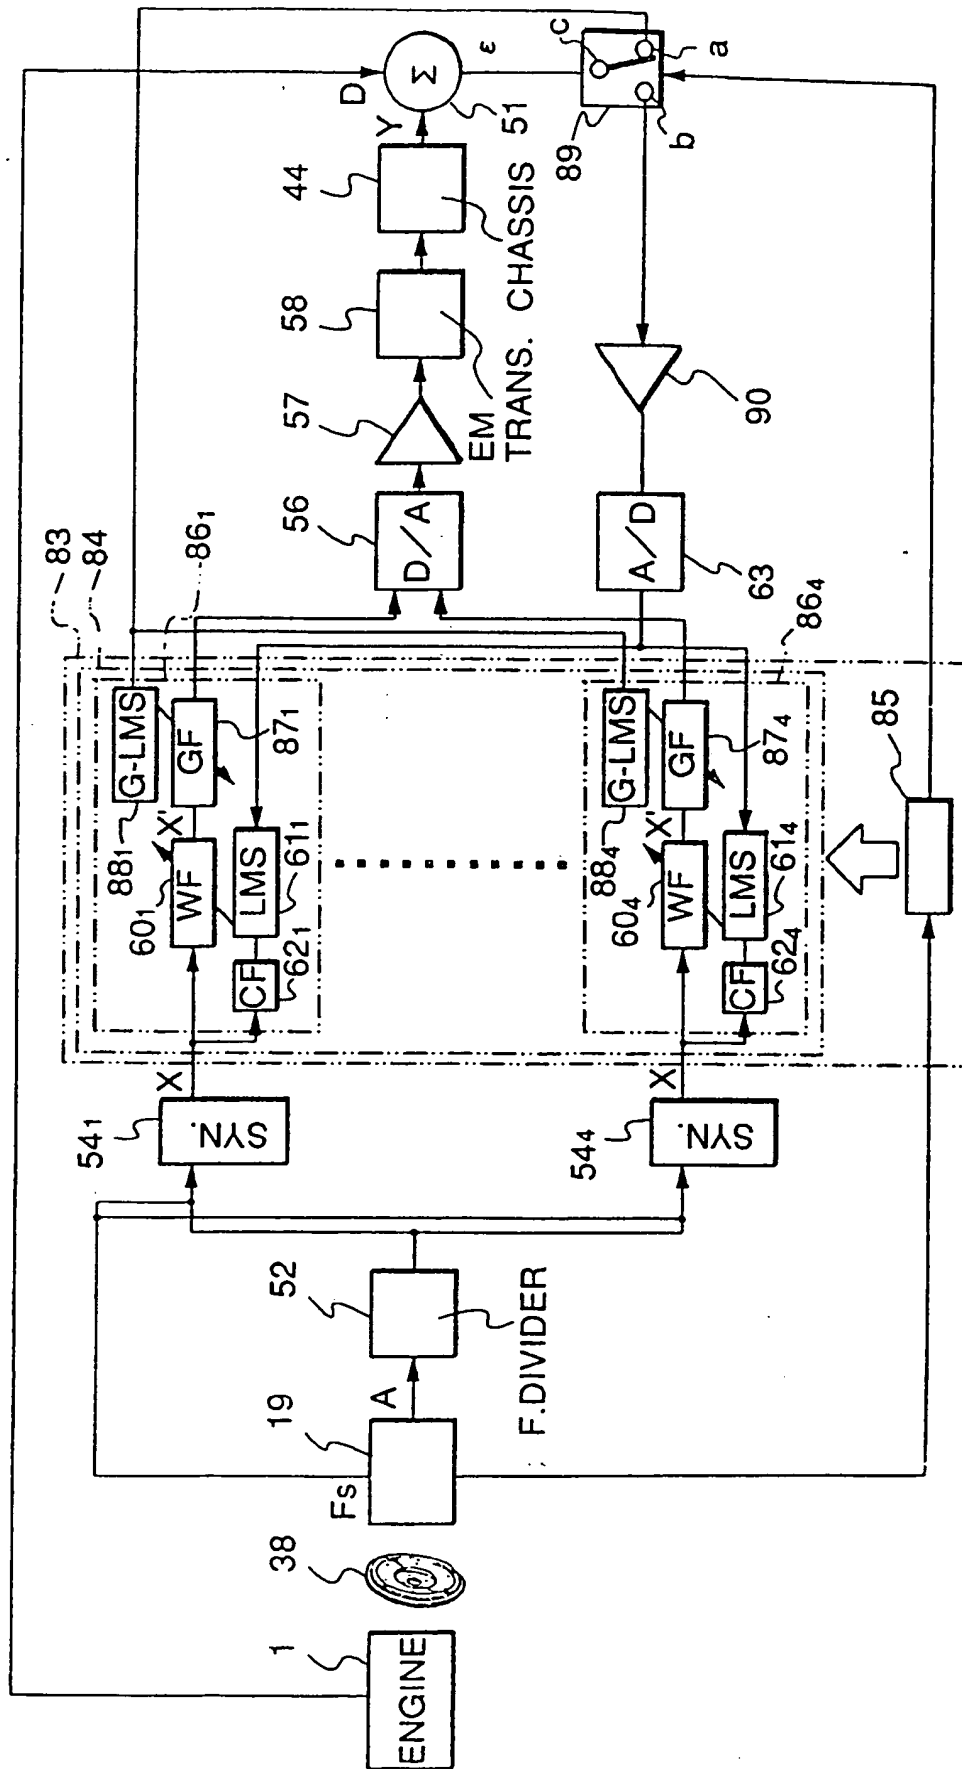 83
84
86₁
88₁
G-LMS
60₁
X'
WF
GF
87₁
LMS
61₁
CF
62₁
X
54₁
SYN.
88₄
G-LMS
60₄
X'
WF
GF
87₄
LMS
61₄
CF
62₄
X
54₄
SYN.
86₄
85
1
ENGINE
38
19
Fs
A
52
F.DIVIDER
56
D/A
57
58
EM
TRANS.
44
CHASSIS
Y
D
Σ
51
ε
89
c
a
b
90
A/D
63